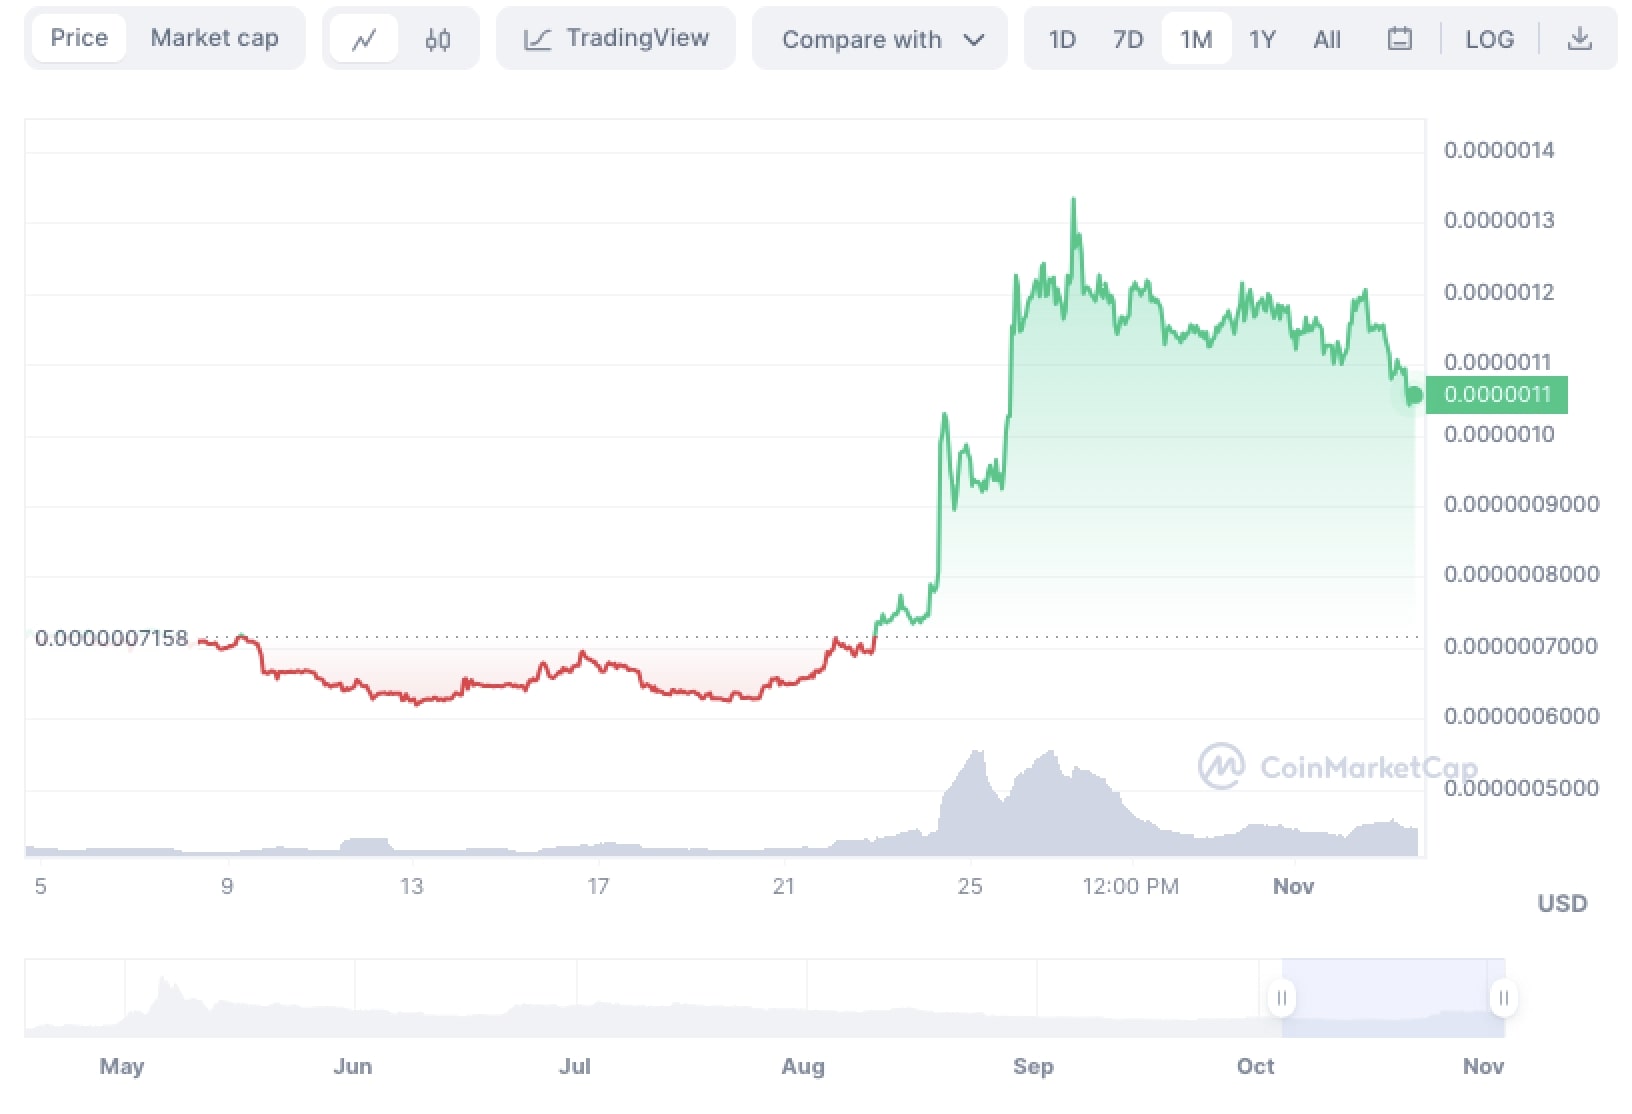 Price Market cap TradingView Compare with 1D 7D 1M 1Y All LOG
0.0000014
0.0000013
0.0000012
0.0000011
0.0000011
0.0000010
0.0000009000
0.0000008000
0.0000007158
0.0000007000
0.0000006000
CoinMarketCap
0.0000005000
5 9 13 17 21 25 12:00 PM Nov
USD
May Jun Jul Aug Sep Oct Nov